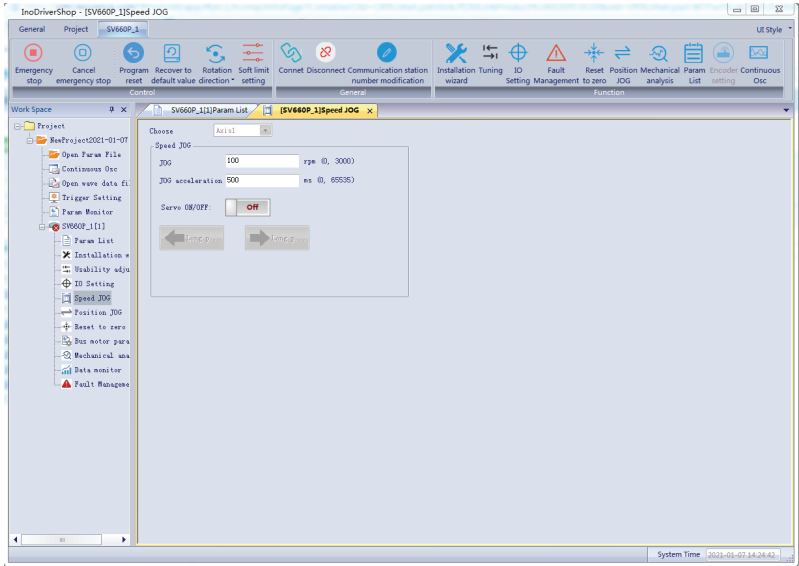 InoDriverShop - [SV660P_1]Speed JOG
General Project SV660P_1 UI Style
Emergency stop
Cancel emergency stop
Program reset
Recover to default value
Rotation direction
Soft limit setting
Control
Connet
Disconnect
Communication station number modification
General
Installation wizard
Tuning
IO Setting
Fault Management
Reset to zero
Position JOG
Mechanical analysis
Param List
Encoder setting
Continuous Osc
Function
Work Space
SV660P_1[1]Param List
[SV660P_1]Speed JOG
Project
NewProject2021-01-07
Open Param File
Continuous Osc
Open wave data fi
Trigger Setting
Param Monitor
SV660P_1[1]
Param List
Installation w
Usability adju
IO Setting
Speed JOG
Position JOG
Reset to zero
Bus motor para
Mechanical ana
Data monitor
Fault Manageme
Choose Axis1
Speed JOG
JOG 100 rpm (0, 3000)
JOG acceleration 500 ms (0, 65535)
Servo ON/OFF: Off
Long p...
Long p...
System Time 2021-01-07 14:24:42